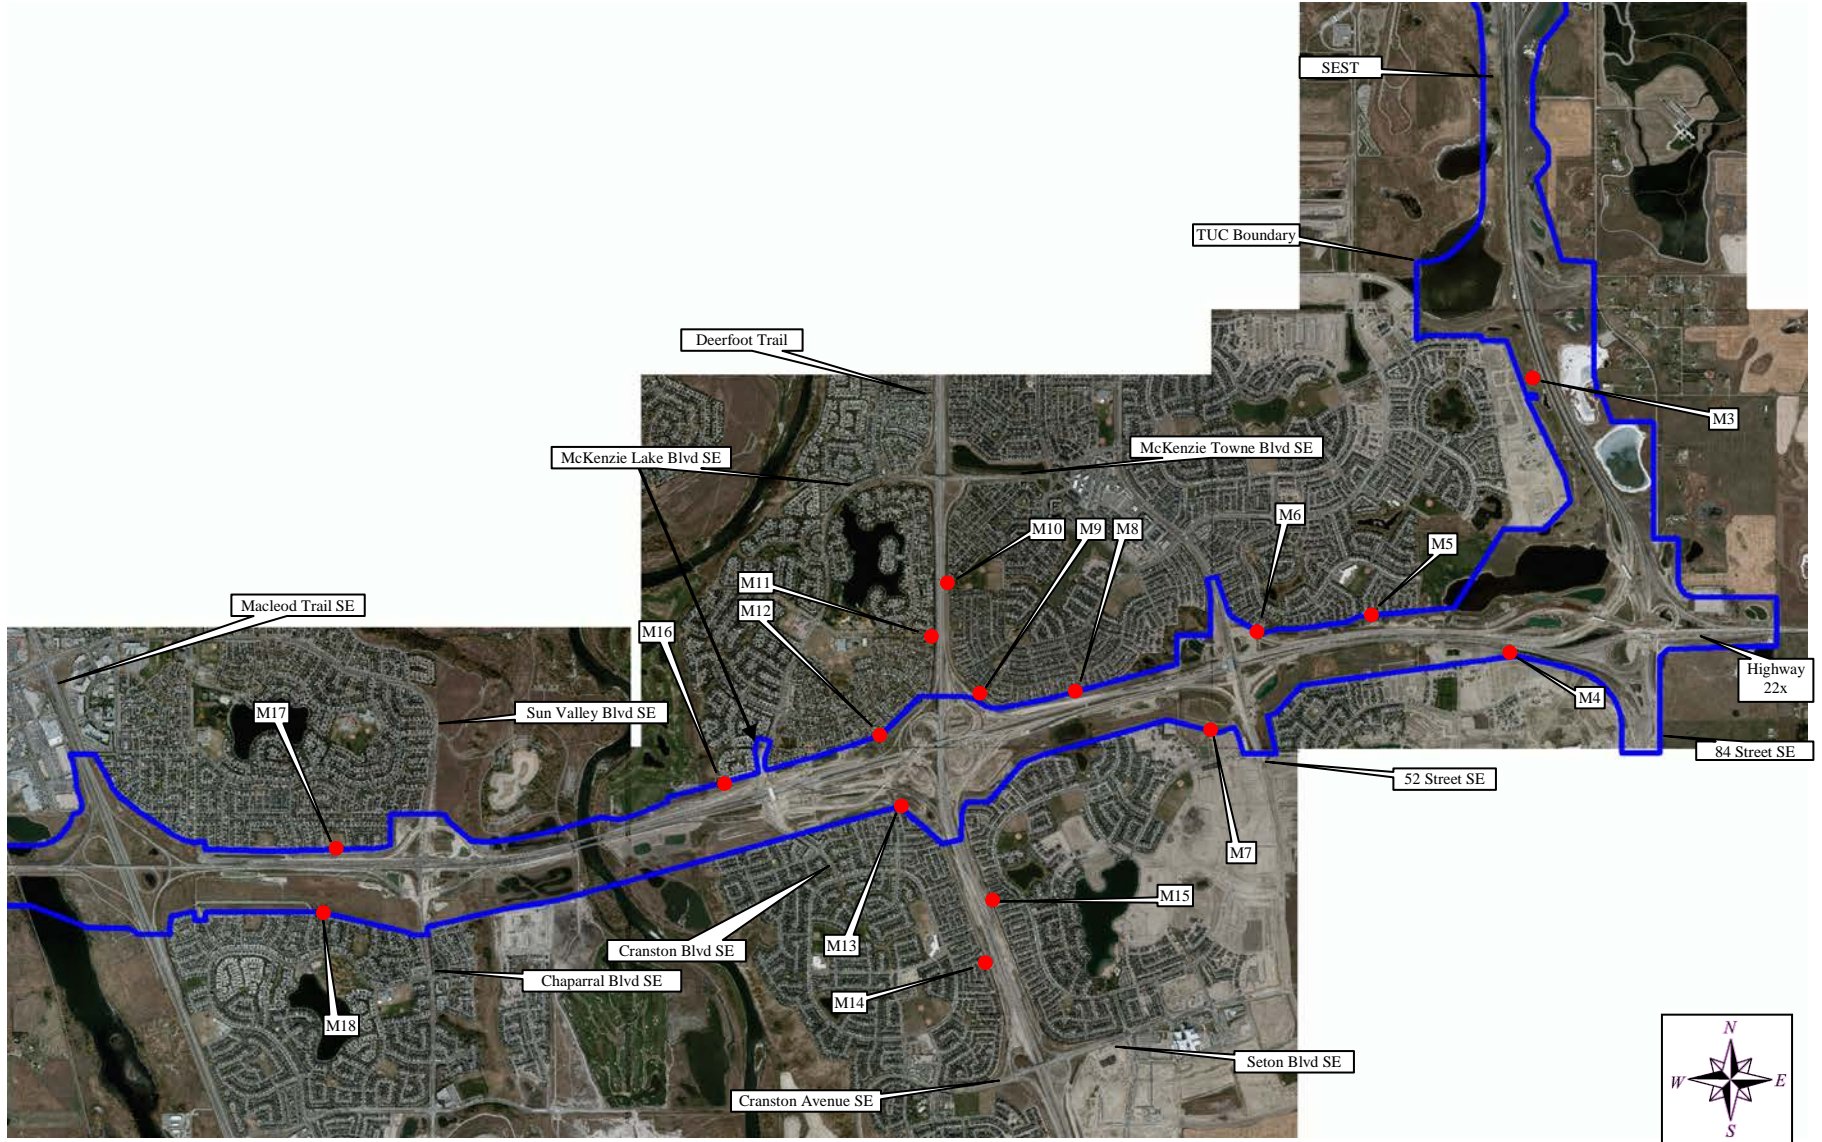 SEST
TUC Boundary
Deerfoot Trail
M3
McKenzie Towne Blvd SE
McKenzie Lake Blvd SE
M6
M10
M9
M8
M5
M11
Macleod Trail SE
M12
M16
Highway
22x
M4
M17
Sun Valley Blvd SE
84 Street SE
52 Street SE
M7
M15
M13
Cranston Blvd SE
Chaparral Blvd SE
M14
M18
N
Seton Blvd SE
W
E
Cranston Avenue SE
S